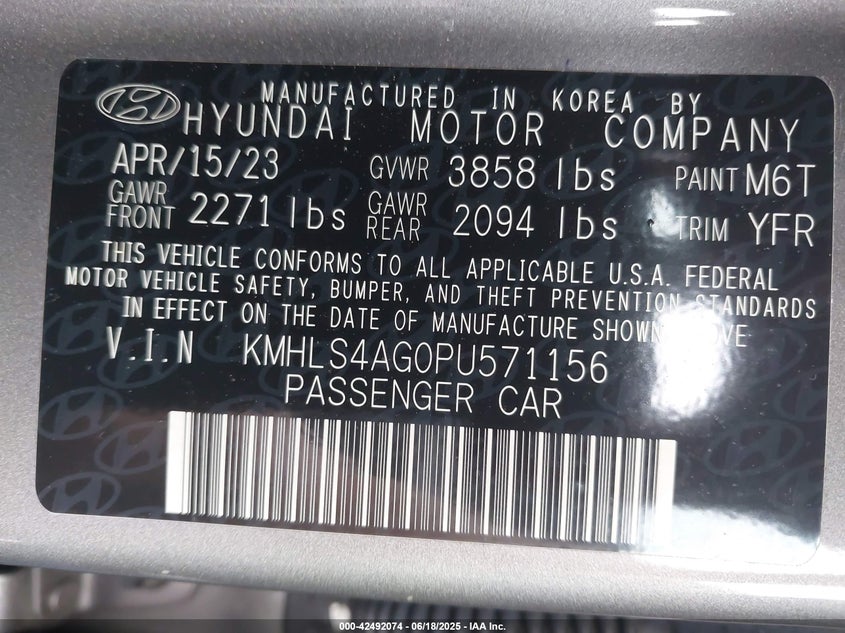 MANUFACTURED IN KOREA BY
HYUNDAI MOTOR COMPANY
APR/15/23 GVWR 3858 lbs PAINT M6T
GAWR FRONT 2271 lbs GAWR REAR 2094 lbs TRIM YFR
THIS VEHICLE CONFORMS TO ALL APPLICABLE U.S.A. FEDERAL
MOTOR VEHICLE SAFETY, BUMPER, AND THEFT PREVENTION STANDARDS
IN EFFECT ON THE DATE OF MANUFACTURE SHOWN ABOVE
V.I.N KMHLS4AG0PU571156
PASSENGER CAR
000-42492074 - 06/18/2025 - IAA Inc.